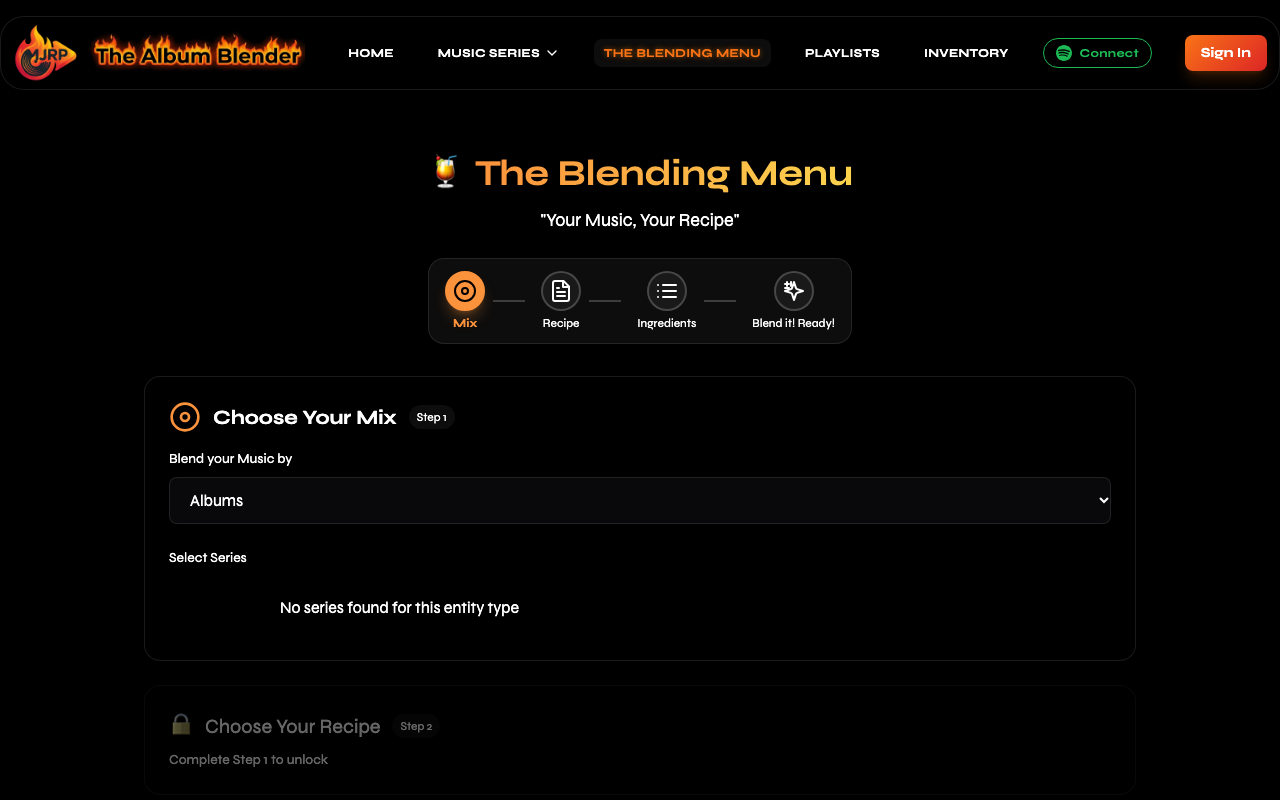 JRP The Album Blender HOME MUSIC SERIES THE BLENDING MENU PLAYLISTS INVENTORY Connect Sign In
The Blending Menu
"Your Music, Your Recipe"
Mix Recipe Ingredients Blend it! Ready!
Choose Your Mix Step 1
Blend your Music by
Albums
Select Series
No series found for this entity type
Choose Your Recipe Step 2
Complete Step 1 to unlock